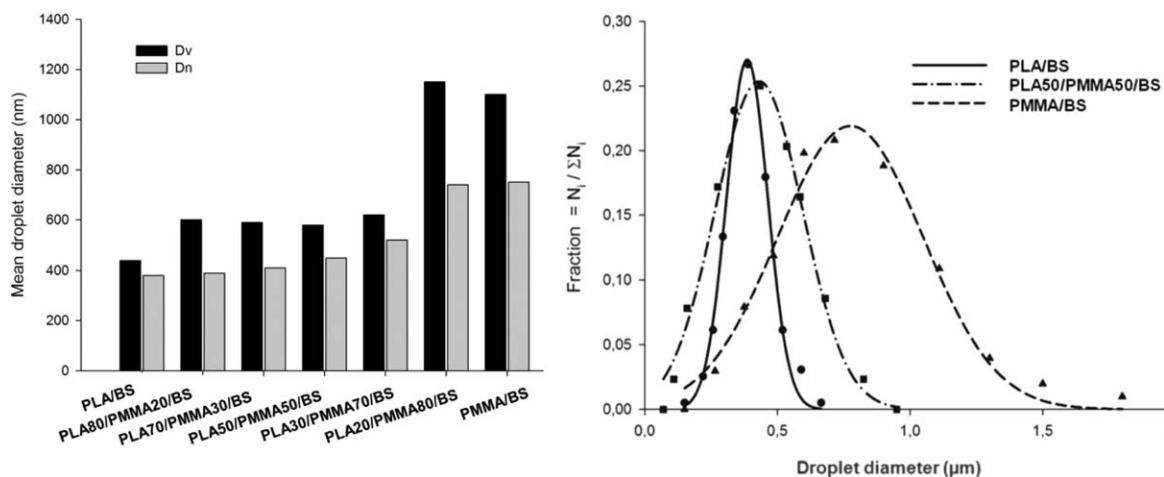 Mean droplet diameter (nm)
1400
1200
1000
800
600
400
200
0
Dv
Dn
PLA/BS
PLA80/PMMA20/BS
PLA70/PMMA30/BS
PLA50/PMMA50/BS
PLA30/PMMA70/BS
PLA20/PMMA80/BS
PMMA/BS
Fraction = Ni / ΣNi
0,30
0,25
0,20
0,15
0,10
0,05
0,00
PLA/BS
PLA50/PMMA50/BS
PMMA/BS
0,0 0,5 1,0 1,5
Droplet diameter (µm)